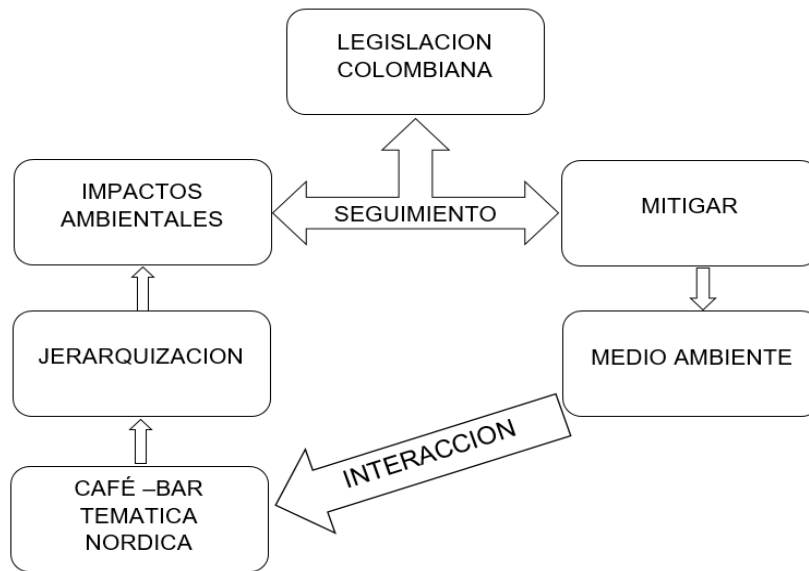 LEGISLACION
COLOMBIANA
IMPACTOS
AMBIENTALES
SEGUIMIENTO
MITIGAR
JERARQUIZACION
MEDIO AMBIENTE
INTERACCION
CAFÉ –BAR
TEMATICA
NORDICA